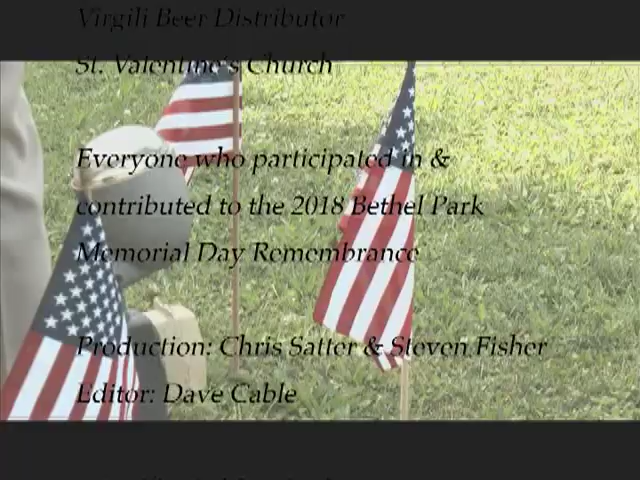 Virgili Beer Distributor
St. Valentine's Church
Everyone who participated in &
contributed to the 2018 Bethel Park
Memorial Day Remembrance
Production: Chris Satter & Steven Fisher
Editor: Dave Cable